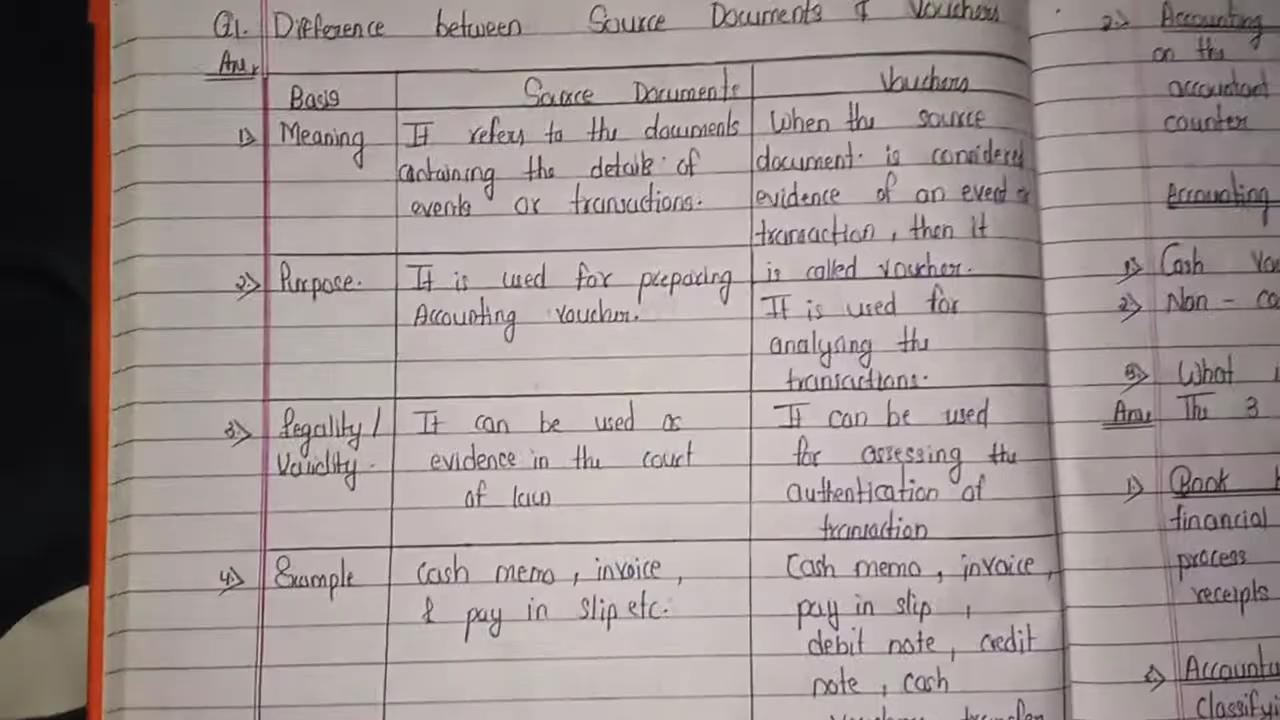 Q1. Difference between Source Documents & Vouchers
Ans.
Basis Source Documents Vouchers
1) Meaning
It refers to the documents
containing the details of
events or transactions.
When the source
document is considered
evidence of an event or
transaction, then it
is called voucher.
2) Purpose.
It is used for preparing
Accounting voucher.
It is used for
analysing the
transactions.
3) Legality /
Validity.
It can be used as
evidence in the court
of law
It can be used
for assessing the
authentication of
transaction
4) Example
Cash memo, invoice,
& pay in slip etc.
Cash memo, invoice,
pay in slip,
debit note, credit
note, cash
2) Accounting
on the
accountant
counter
Accounting
1) Cash
2) Non -
What
Ans. The 3
1) Book
financial
process
receipts
2)